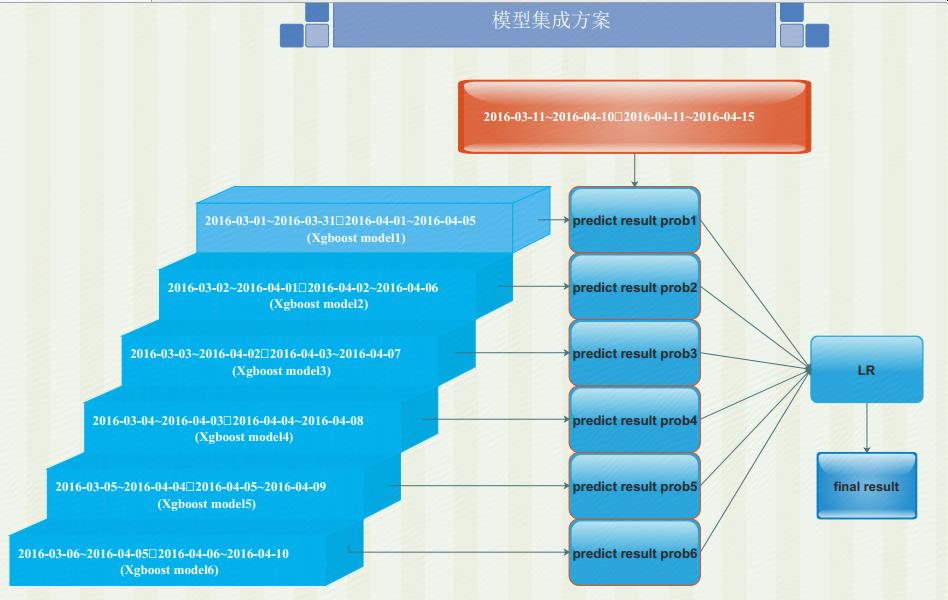 模型集成方案
2016-03-11~2016-04-10□2016-04-11~2016-04-15
2016-03-01~2016-03-31□2016-04-01~2016-04-05
(Xgboost model1)
predict result prob1
2016-03-02~2016-04-01□2016-04-02~2016-04-06
(Xgboost model2)
predict result prob2
2016-03-03~2016-04-02□2016-04-03~2016-04-07
(Xgboost model3)
predict result prob3
LR
2016-03-04~2016-04-03□2016-04-04~2016-04-08
(Xgboost model4)
predict result prob4
2016-03-05~2016-04-04□2016-04-05~2016-04-09
(Xgboost model5)
predict result prob5
final result
2016-03-06~2016-04-05□2016-04-06~2016-04-10
(Xgboost model6)
predict result prob6